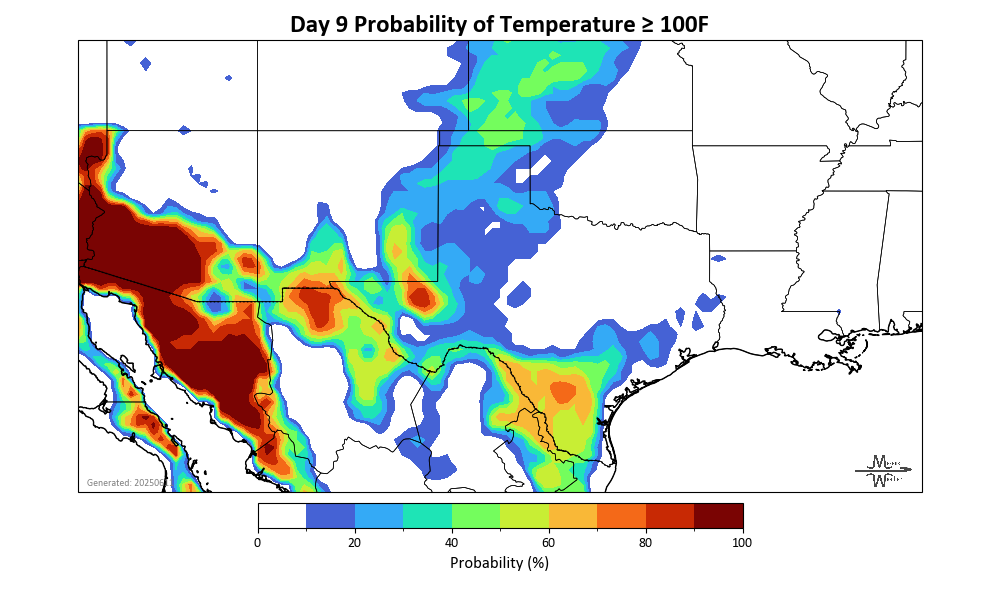 Day 9 Probability of Temperature ≥ 100F
Generated: 202506
0 20 40 60 80 100
Probability (%)